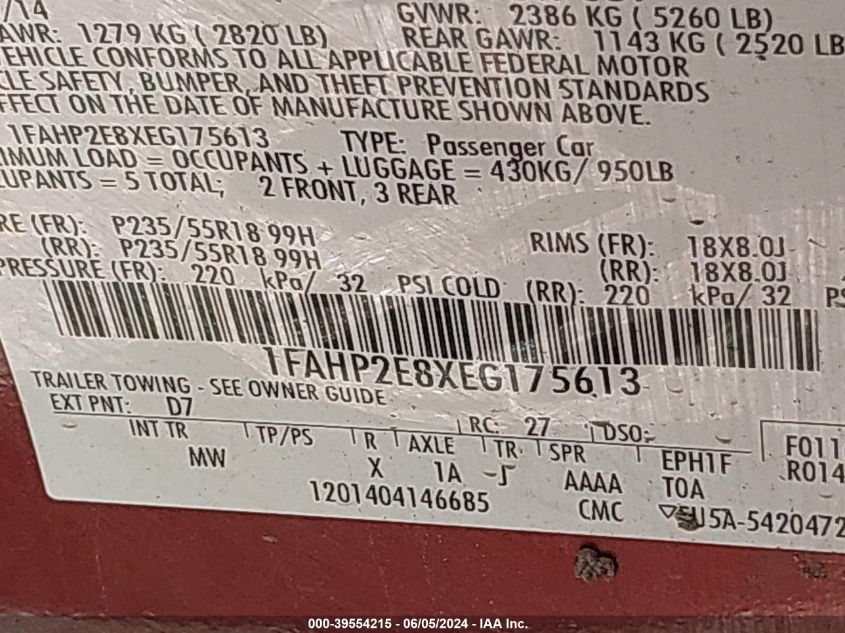 /14
GVWR: 2386 KG ( 5260 LB)
AWR: 1279 KG ( 2820 LB) REAR GAWR: 1143 KG ( 2520 LB
EHICLE CONFORMS TO ALL APPLICABLE FEDERAL MOTOR
CLE SAFETY, BUMPER, AND THEFT PREVENTION STANDARDS
FFECT ON THE DATE OF MANUFACTURE SHOWN ABOVE.
1FAHP2E8XEG175613 TYPE: Passenger Car
IMUM LOAD = OCCUPANTS + LUGGAGE = 430KG/ 950LB
UPANTS = 5 TOTAL; 2 FRONT, 3 REAR
RE (FR): P235/55R18 99H RIMS (FR): 18X8.0J
(RR): P235/55R18 99H (RR): 18X8.0J
PRESSURE (FR): 220 kPa/ 32 PSI COLD (RR): 220 kPa/ 32 PS
1FAHP2E8XEG175613
TRAILER TOWING - SEE OWNER GUIDE
EXT PNT: D7 RC: 27 DSO:
INT TR TP/PS R AXLE TR SPR EPH1F F011
MW X 1A -5 AAAA TOA R014
1201404146685 CMC 5U5A-5420472
000-39554215 - 06/05/2024 - IAA Inc.